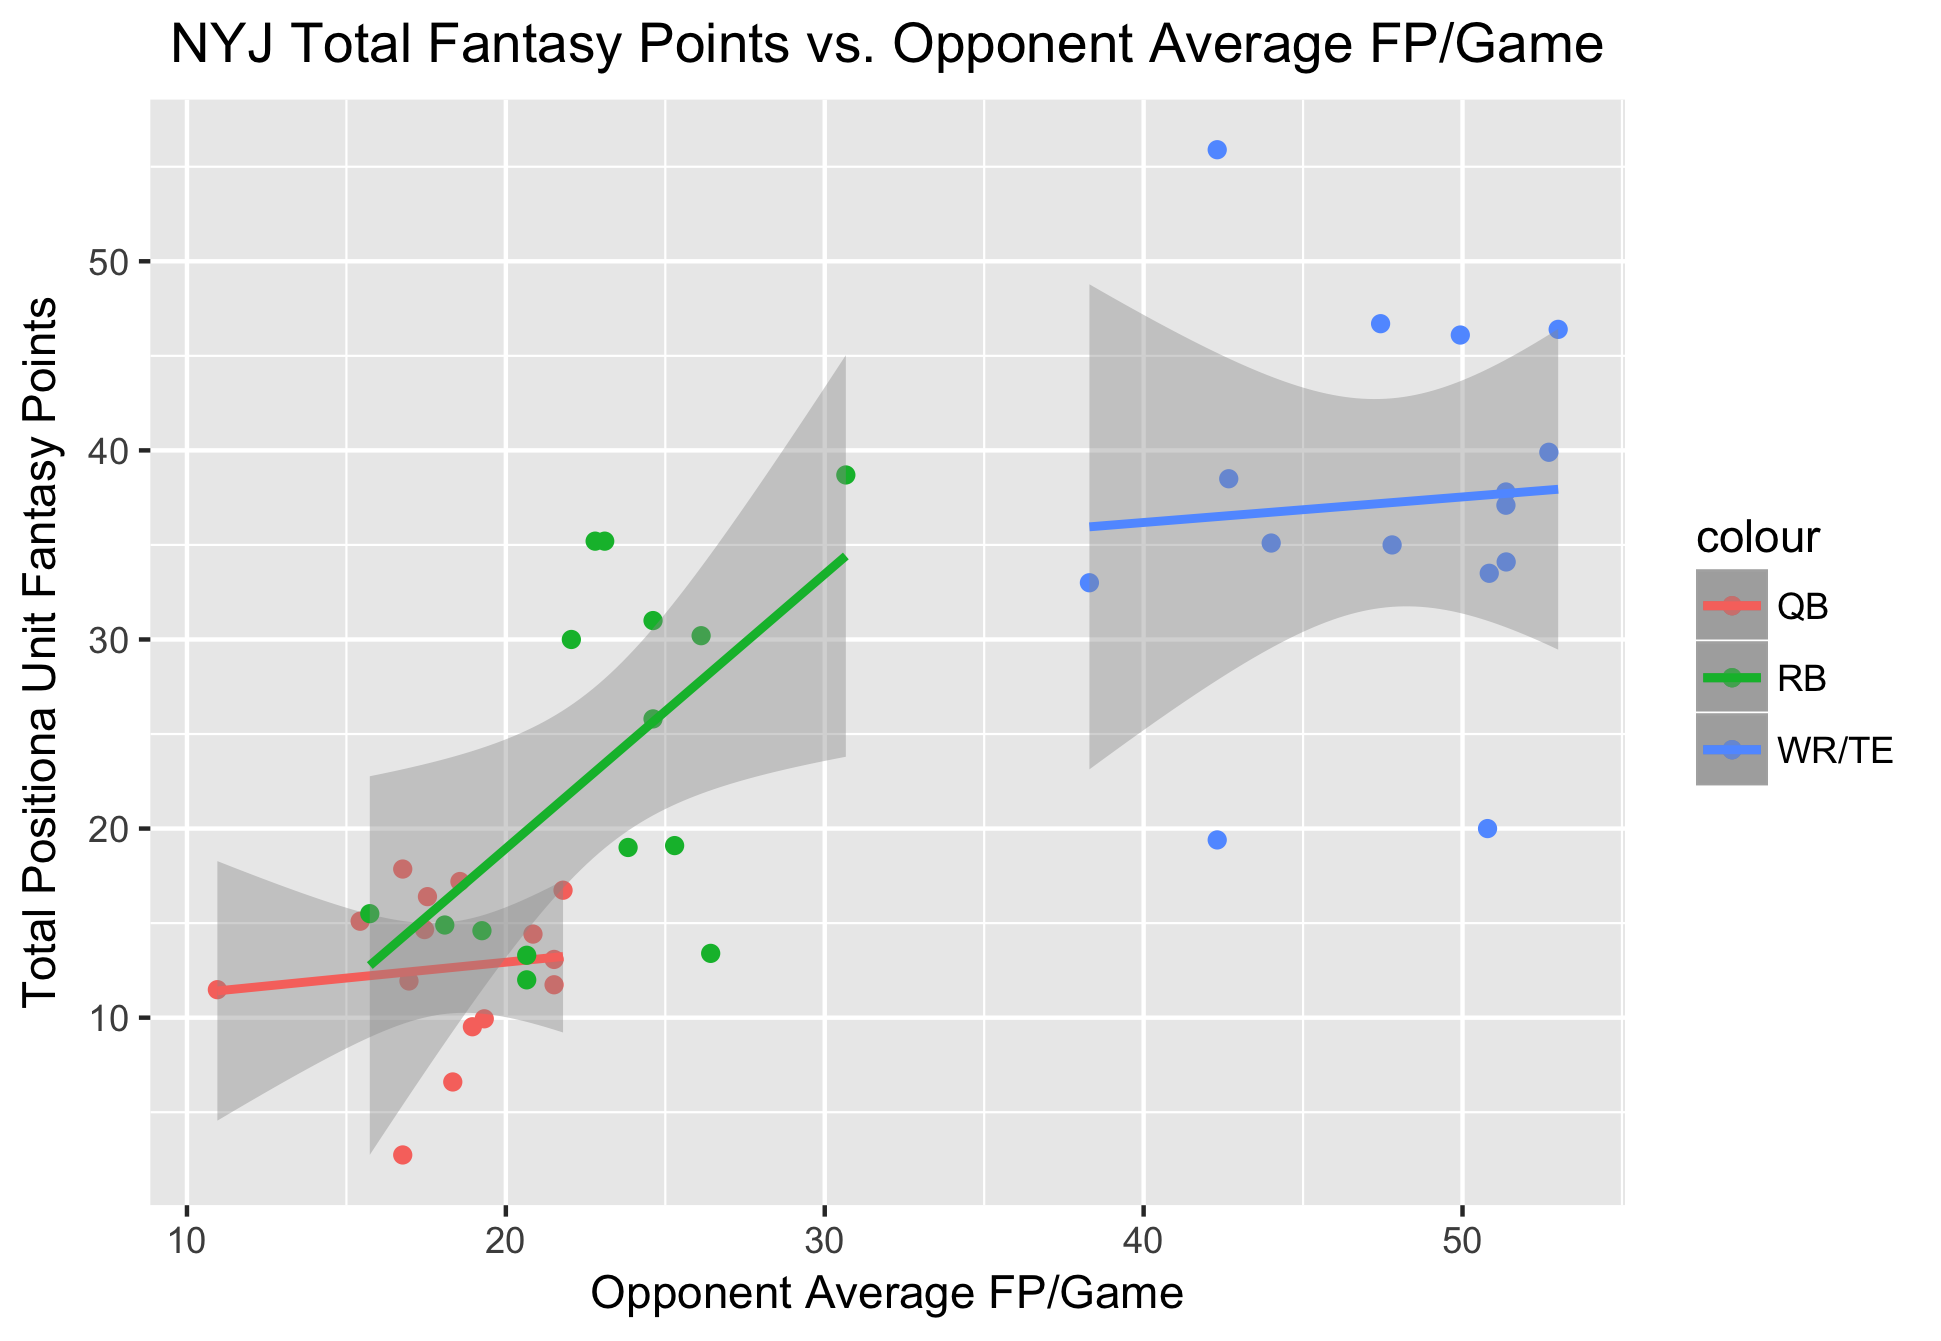 NYJ Total Fantasy Points vs. Opponent Average FP/Game
Total Positiona Unit Fantasy Points
50
40
30
20
10
10 20 30 40 50
Opponent Average FP/Game
colour
QB
RB
WR/TE